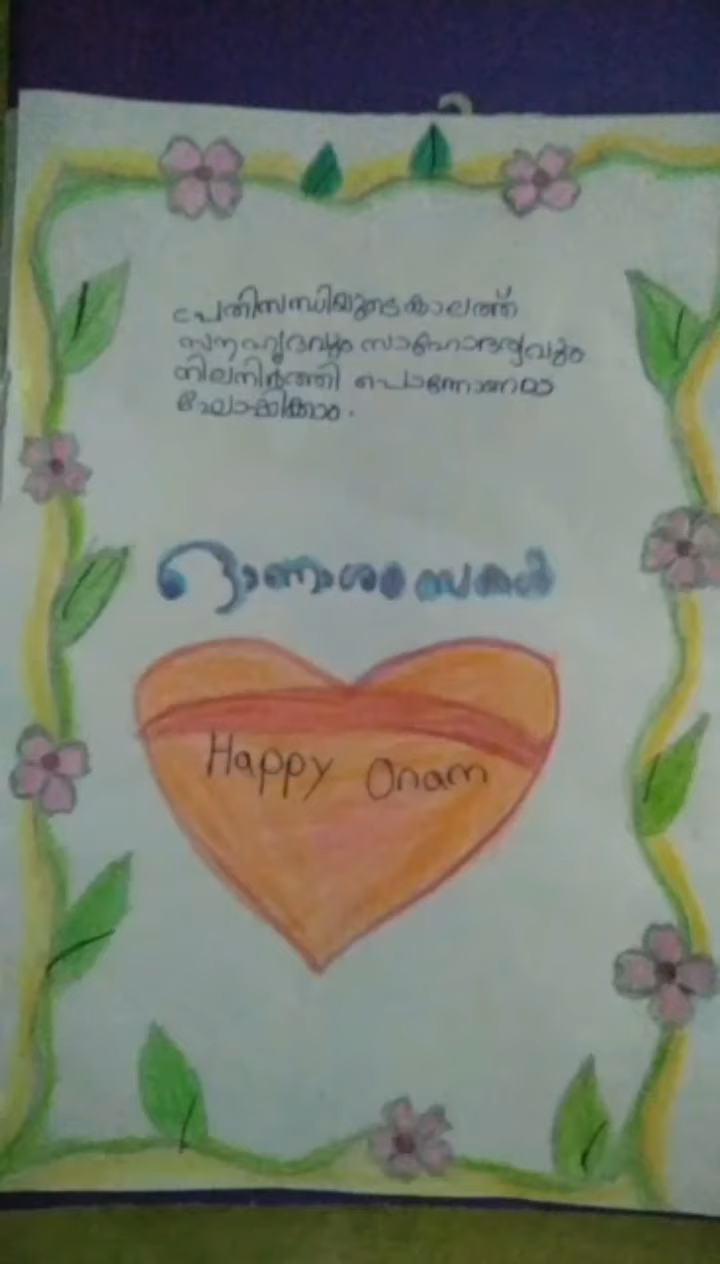 പ്രതിസന്ധിയുടെ കാലത്ത്
സൗഹൃദവും സാഹോദര്യവും
നിലനിർത്തി പൊന്നോണമാ
ഘോഷിക്കാം.
ഓണാശംസകൾ
Happy Onam